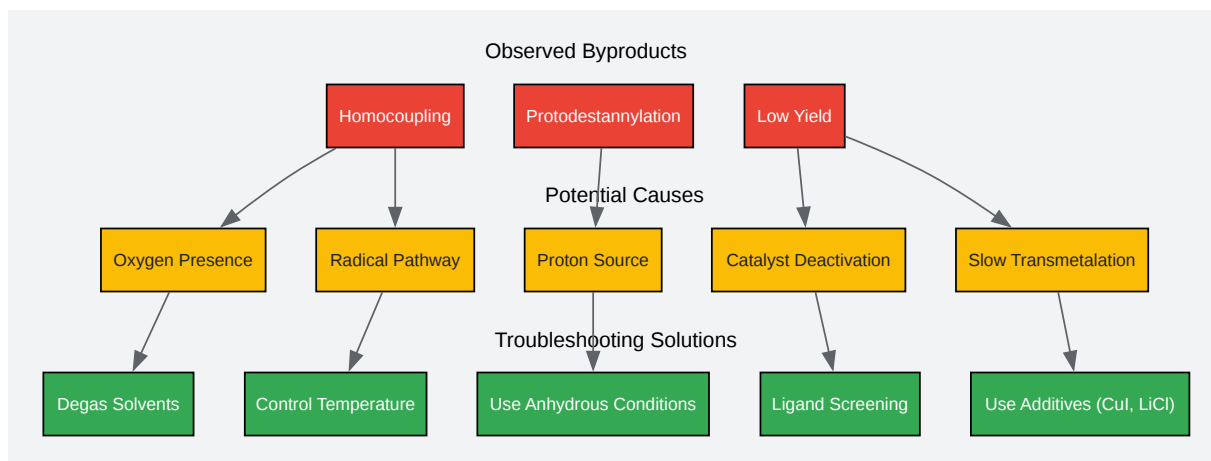 Observed Byproducts
Homocoupling
Protodestannylation
Low Yield
Potential Causes
Oxygen Presence
Radical Pathway
Proton Source
Catalyst Deactivation
Slow Transmetalation
Troubleshooting Solutions
Degas Solvents
Control Temperature
Use Anhydrous Conditions
Ligand Screening
Use Additives (CuI, LiCl)